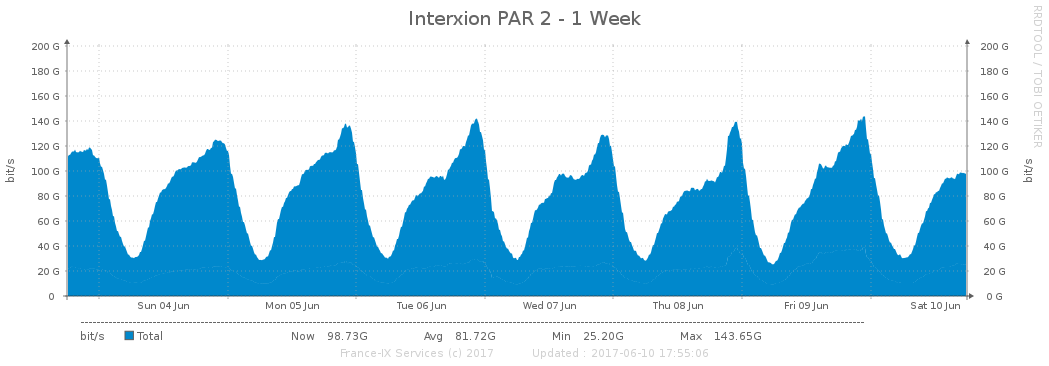 Interxion PAR 2 - 1 Week
RRDTOOL / TOBI OETIKER
bit/s
200 G 200 G
180 G 180 G
160 G 160 G
140 G 140 G
120 G 120 G
100 G 100 G
80 G 80 G
60 G 60 G
40 G 40 G
20 G 20 G
0 0 G
bit/s
Sun 04 Jun Mon 05 Jun Tue 06 Jun Wed 07 Jun Thu 08 Jun Fri 09 Jun Sat 10 Jun
bit/s Total Now 98.73G Avg 81.72G Min 25.20G Max 143.65G
France-IX Services (c) 2017 Updated : 2017-06-10 17:55:06